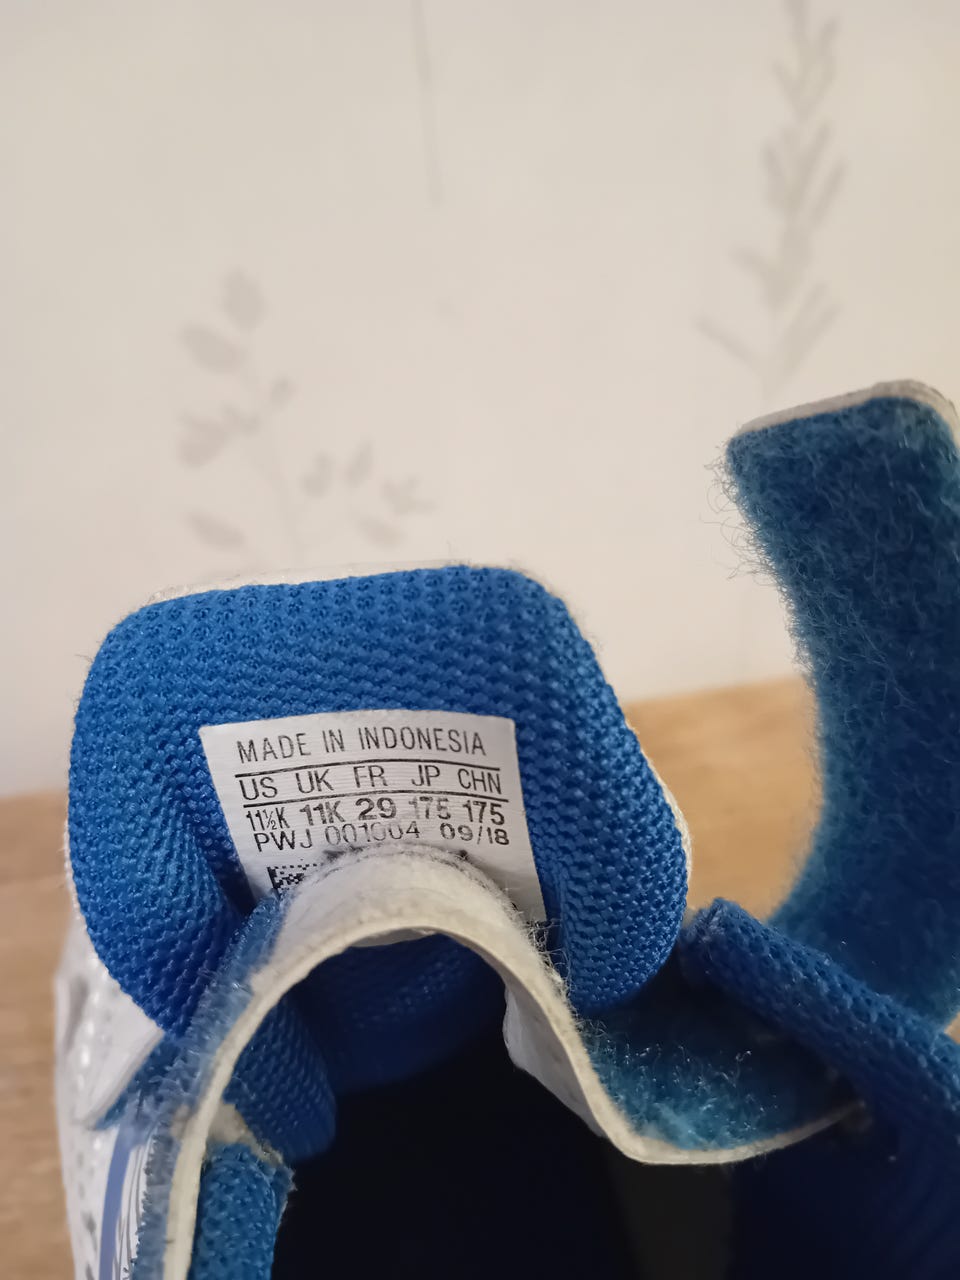 MADE IN INDONESIA
US UK FR JP CHN
11½K 11K 29 175 175
PWJ 001004 09/18